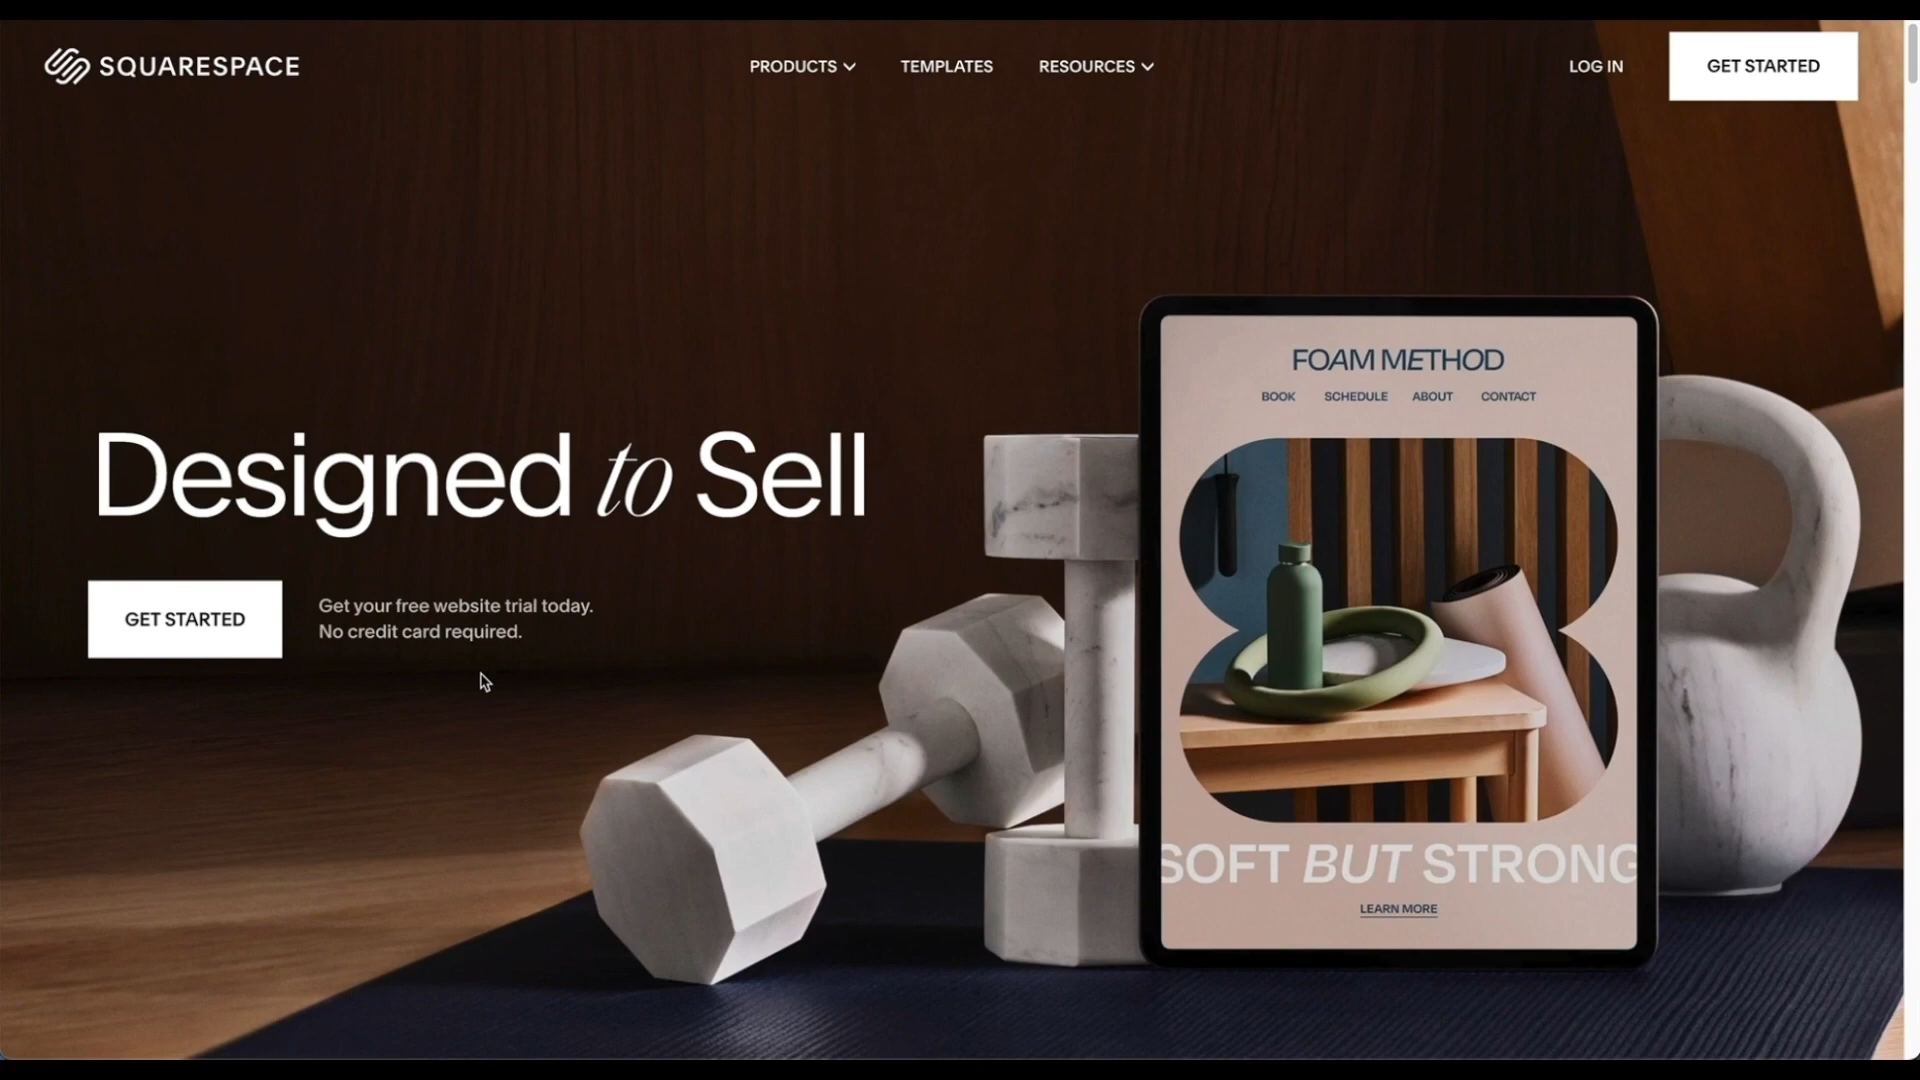 SQUARESPACE
PRODUCTS
TEMPLATES
RESOURCES
LOG IN
GET STARTED
Designed to Sell
GET STARTED
Get your free website trial today.
No credit card required.
FOAM METHOD
BOOK SCHEDULE ABOUT CONTACT
SOFT BUT STRONG
LEARN MORE